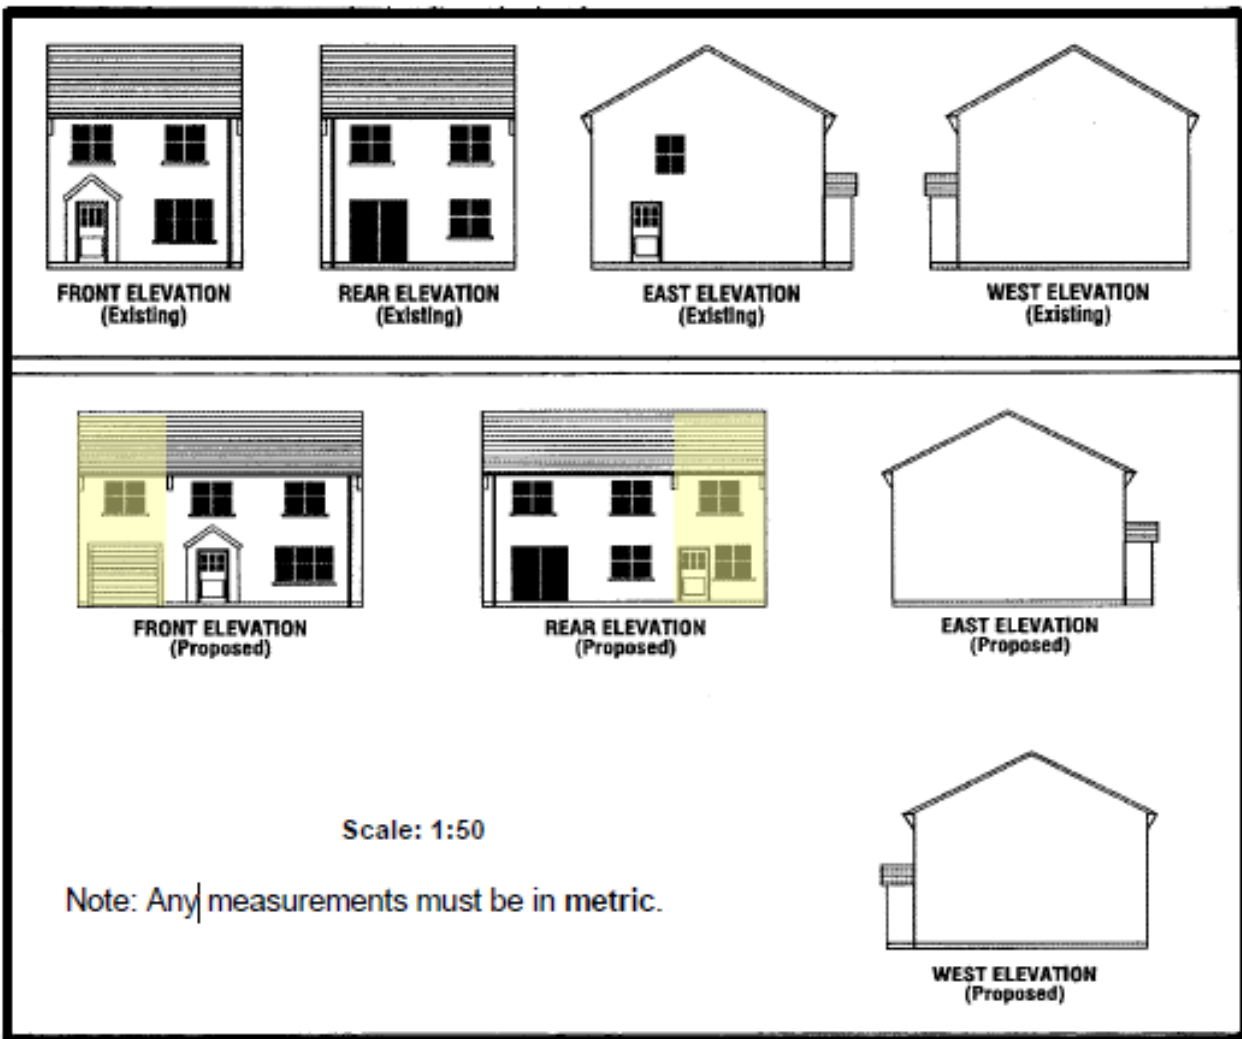 FRONT ELEVATION
(Existing)
REAR ELEVATION
(Existing)
EAST ELEVATION
(Existing)
WEST ELEVATION
(Existing)
FRONT ELEVATION
(Proposed)
REAR ELEVATION
(Proposed)
EAST ELEVATION
(Proposed)
Scale: 1:50
Note: Any measurements must be in metric.
WEST ELEVATION
(Proposed)